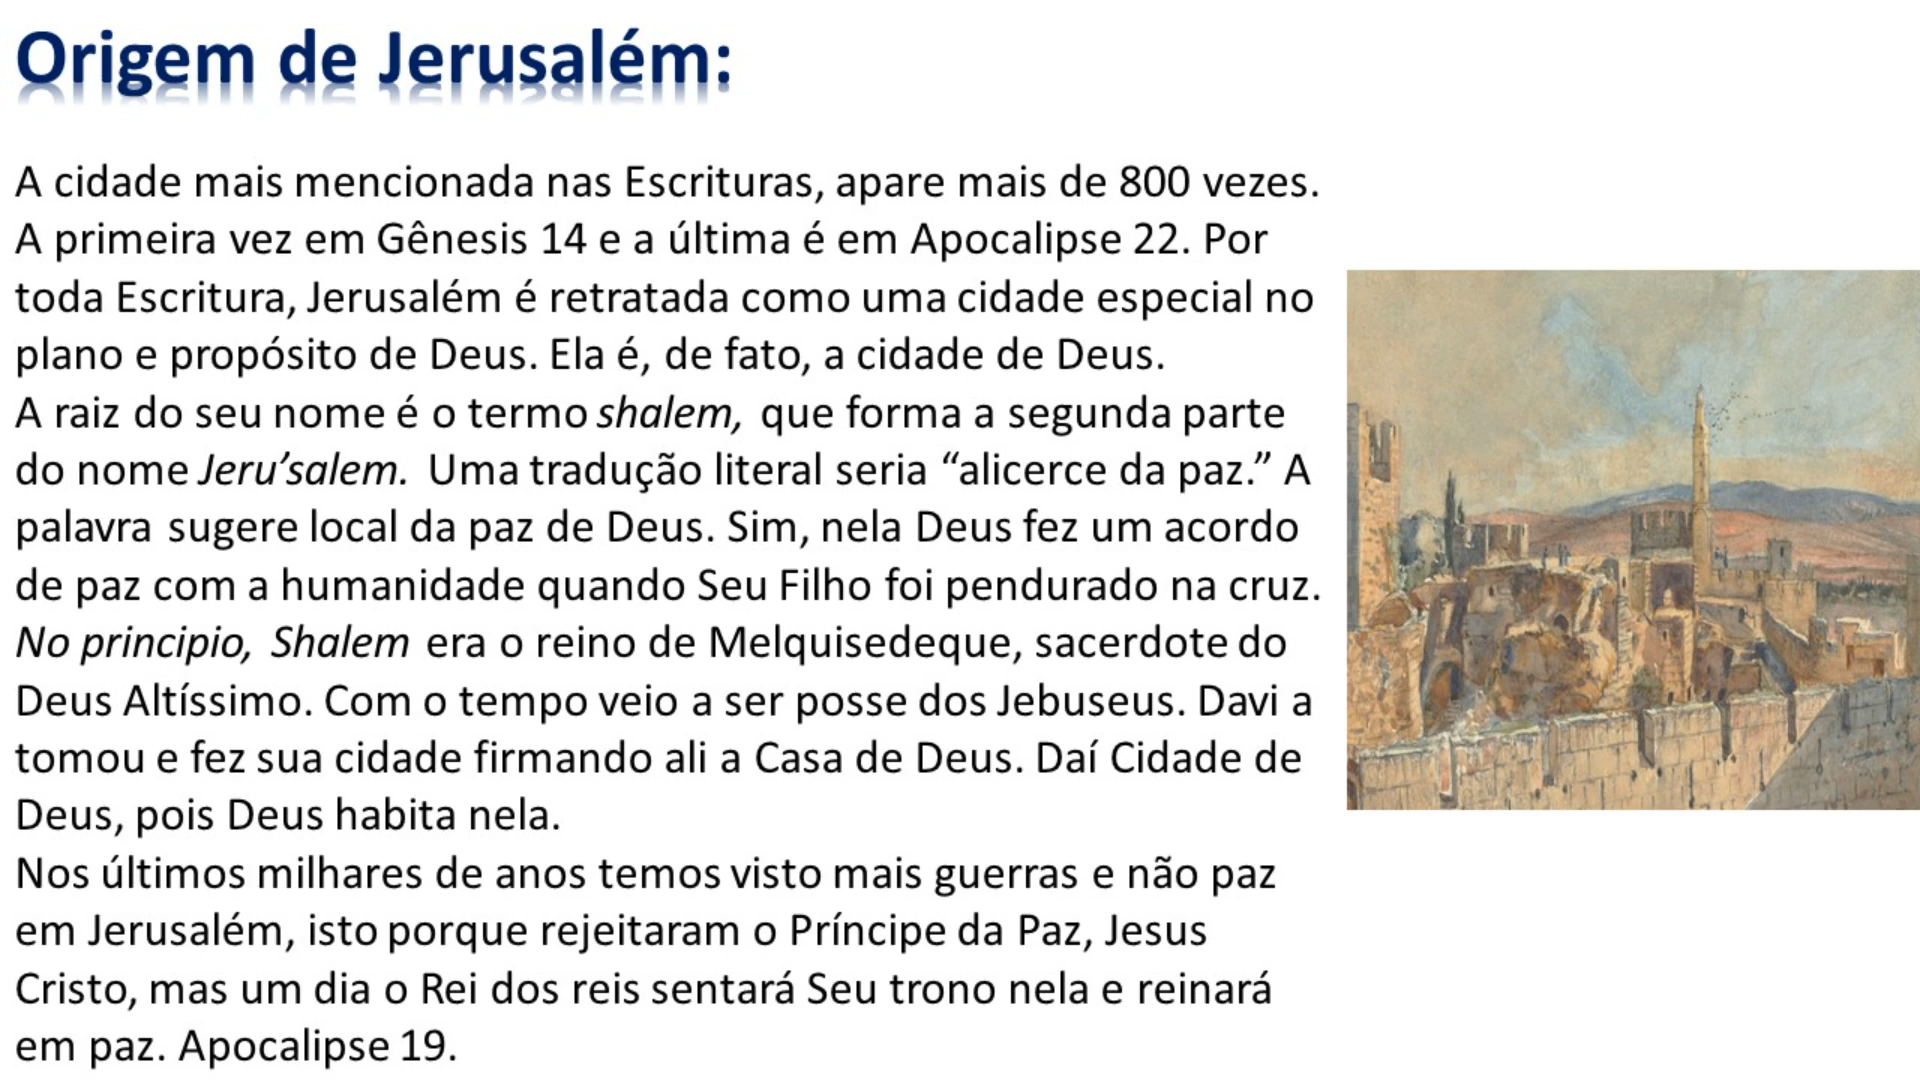 Origem de Jerusalém:
A cidade mais mencionada nas Escrituras, apare mais de 800 vezes.
A primeira vez em Gênesis 14 e a última é em Apocalipse 22. Por
toda Escritura, Jerusalém é retratada como uma cidade especial no
plano e propósito de Deus. Ela é, de fato, a cidade de Deus.
A raiz do seu nome é o termo shalem, que forma a segunda parte
do nome Jeru’salem. Uma tradução literal seria “alicerce da paz.” A
palavra sugere local da paz de Deus. Sim, nela Deus fez um acordo
de paz com a humanidade quando Seu Filho foi pendurado na cruz.
No principio, Shalem era o reino de Melquisedeque, sacerdote do
Deus Altíssimo. Com o tempo veio a ser posse dos Jebuseus. Davi a
tomou e fez sua cidade firmando ali a Casa de Deus. Daí Cidade de
Deus, pois Deus habita nela.
Nos últimos milhares de anos temos visto mais guerras e não paz
em Jerusalém, isto porque rejeitaram o Príncipe da Paz, Jesus
Cristo, mas um dia o Rei dos reis sentará Seu trono nela e reinará
em paz. Apocalipse 19.